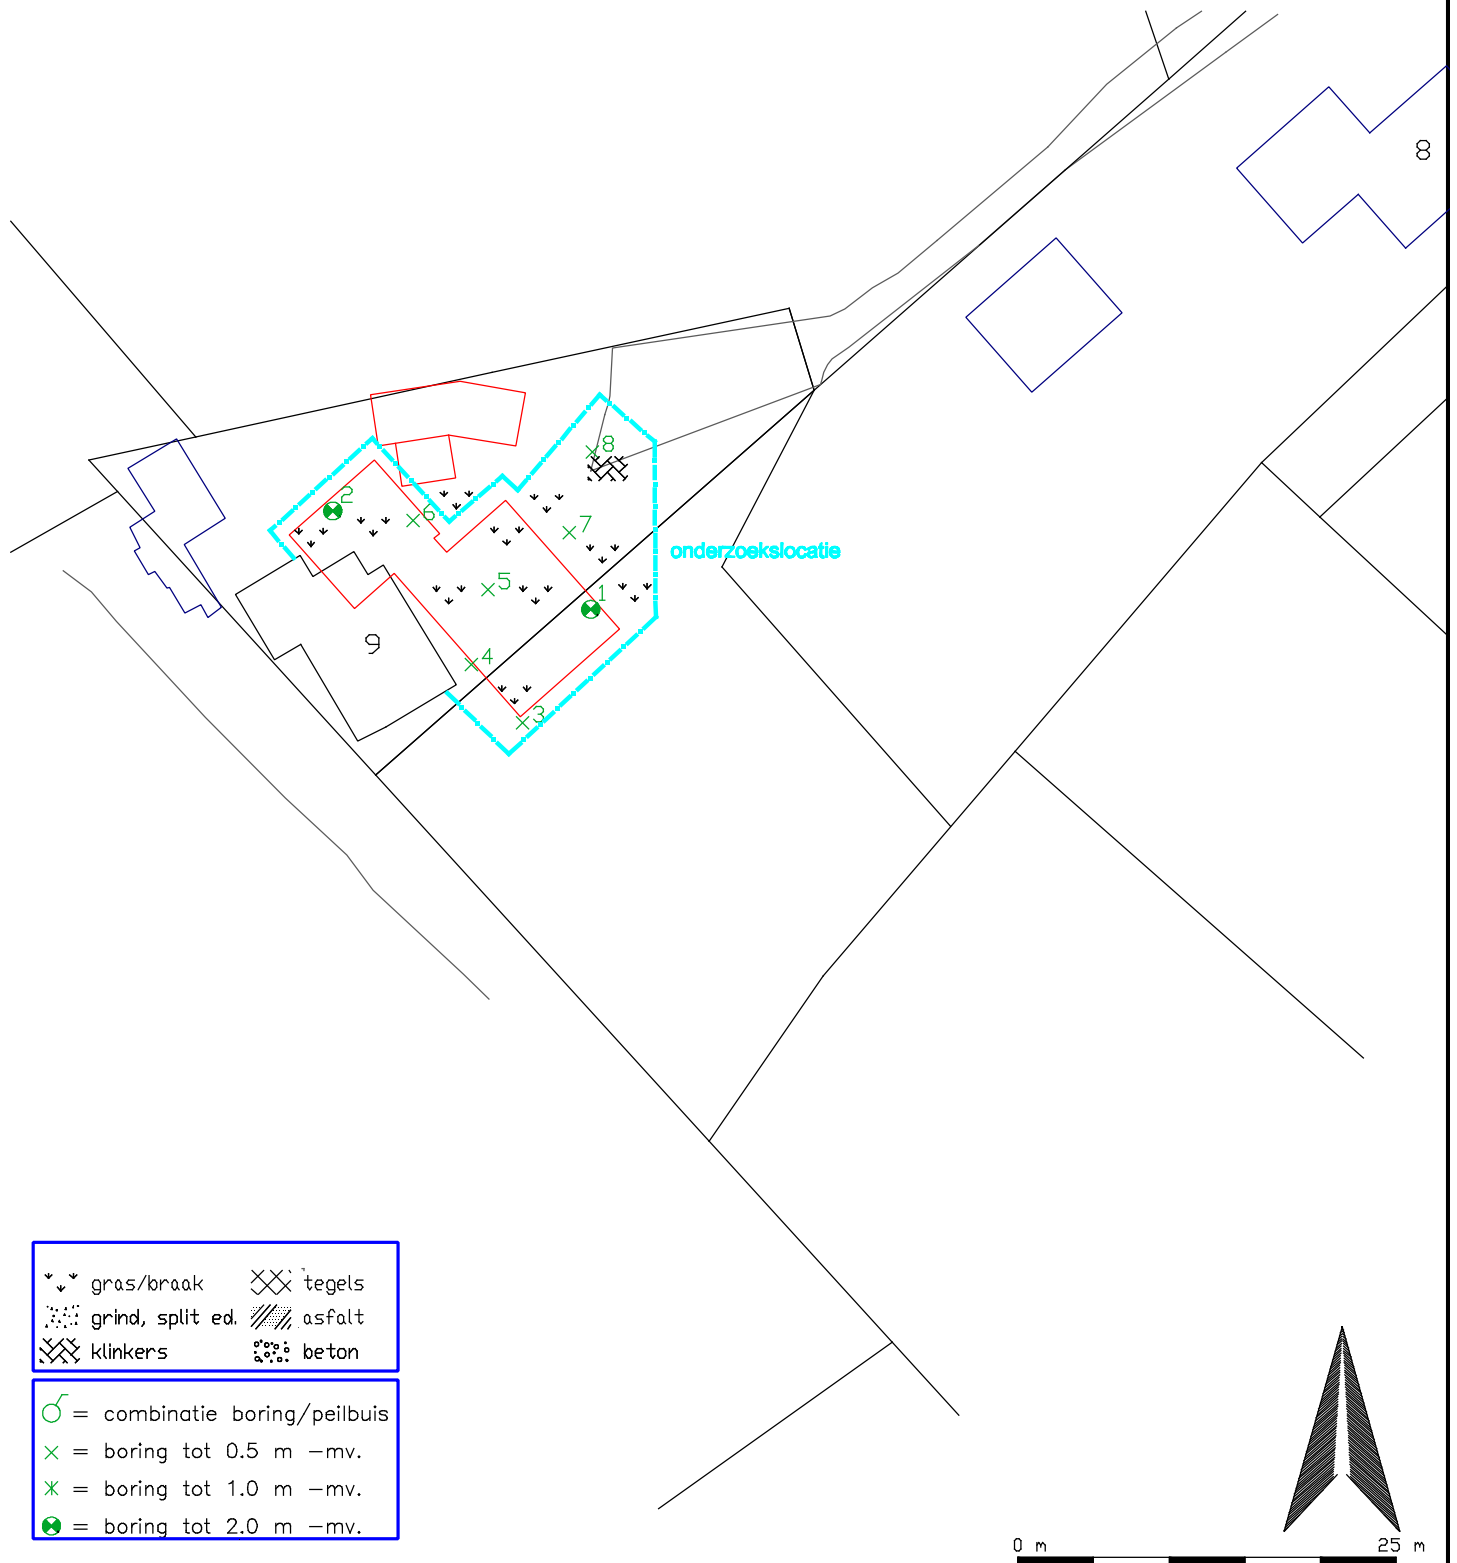 8
8
2
6
7
onderzoekslocatie
5
1
9
4
3
gras/braak tegels
grind, split ed. asfalt
klinkers beton
= combinatie boring/peilbuis
= boring tot 0.5 m -mv.
= boring tot 1.0 m -mv.
= boring tot 2.0 m -mv.
0 m 25 m